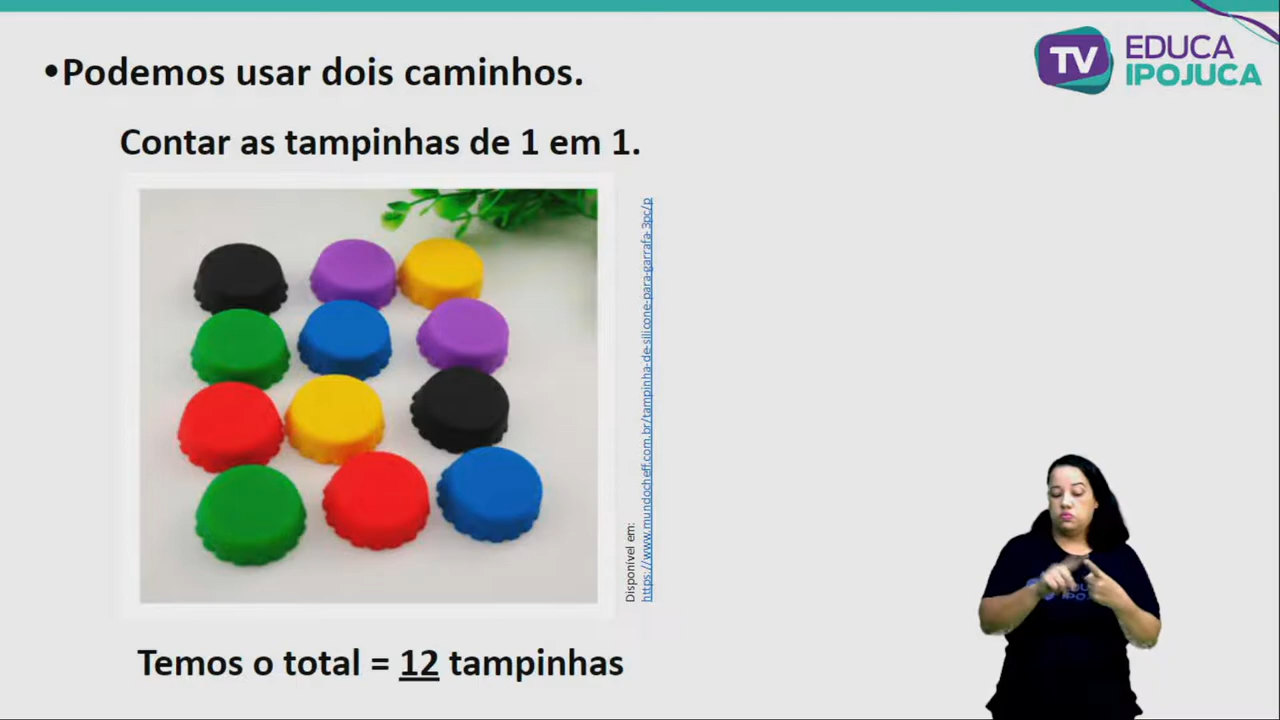 •Podemos usar dois caminhos.
TV EDUCA
IPOJUCA
Contar as tampinhas de 1 em 1.
Disponível em:
https://www.mundocheff.com.br/tampinha-de-silicone-para-garrafa-3pc/p
Temos o total = 12 tampinhas